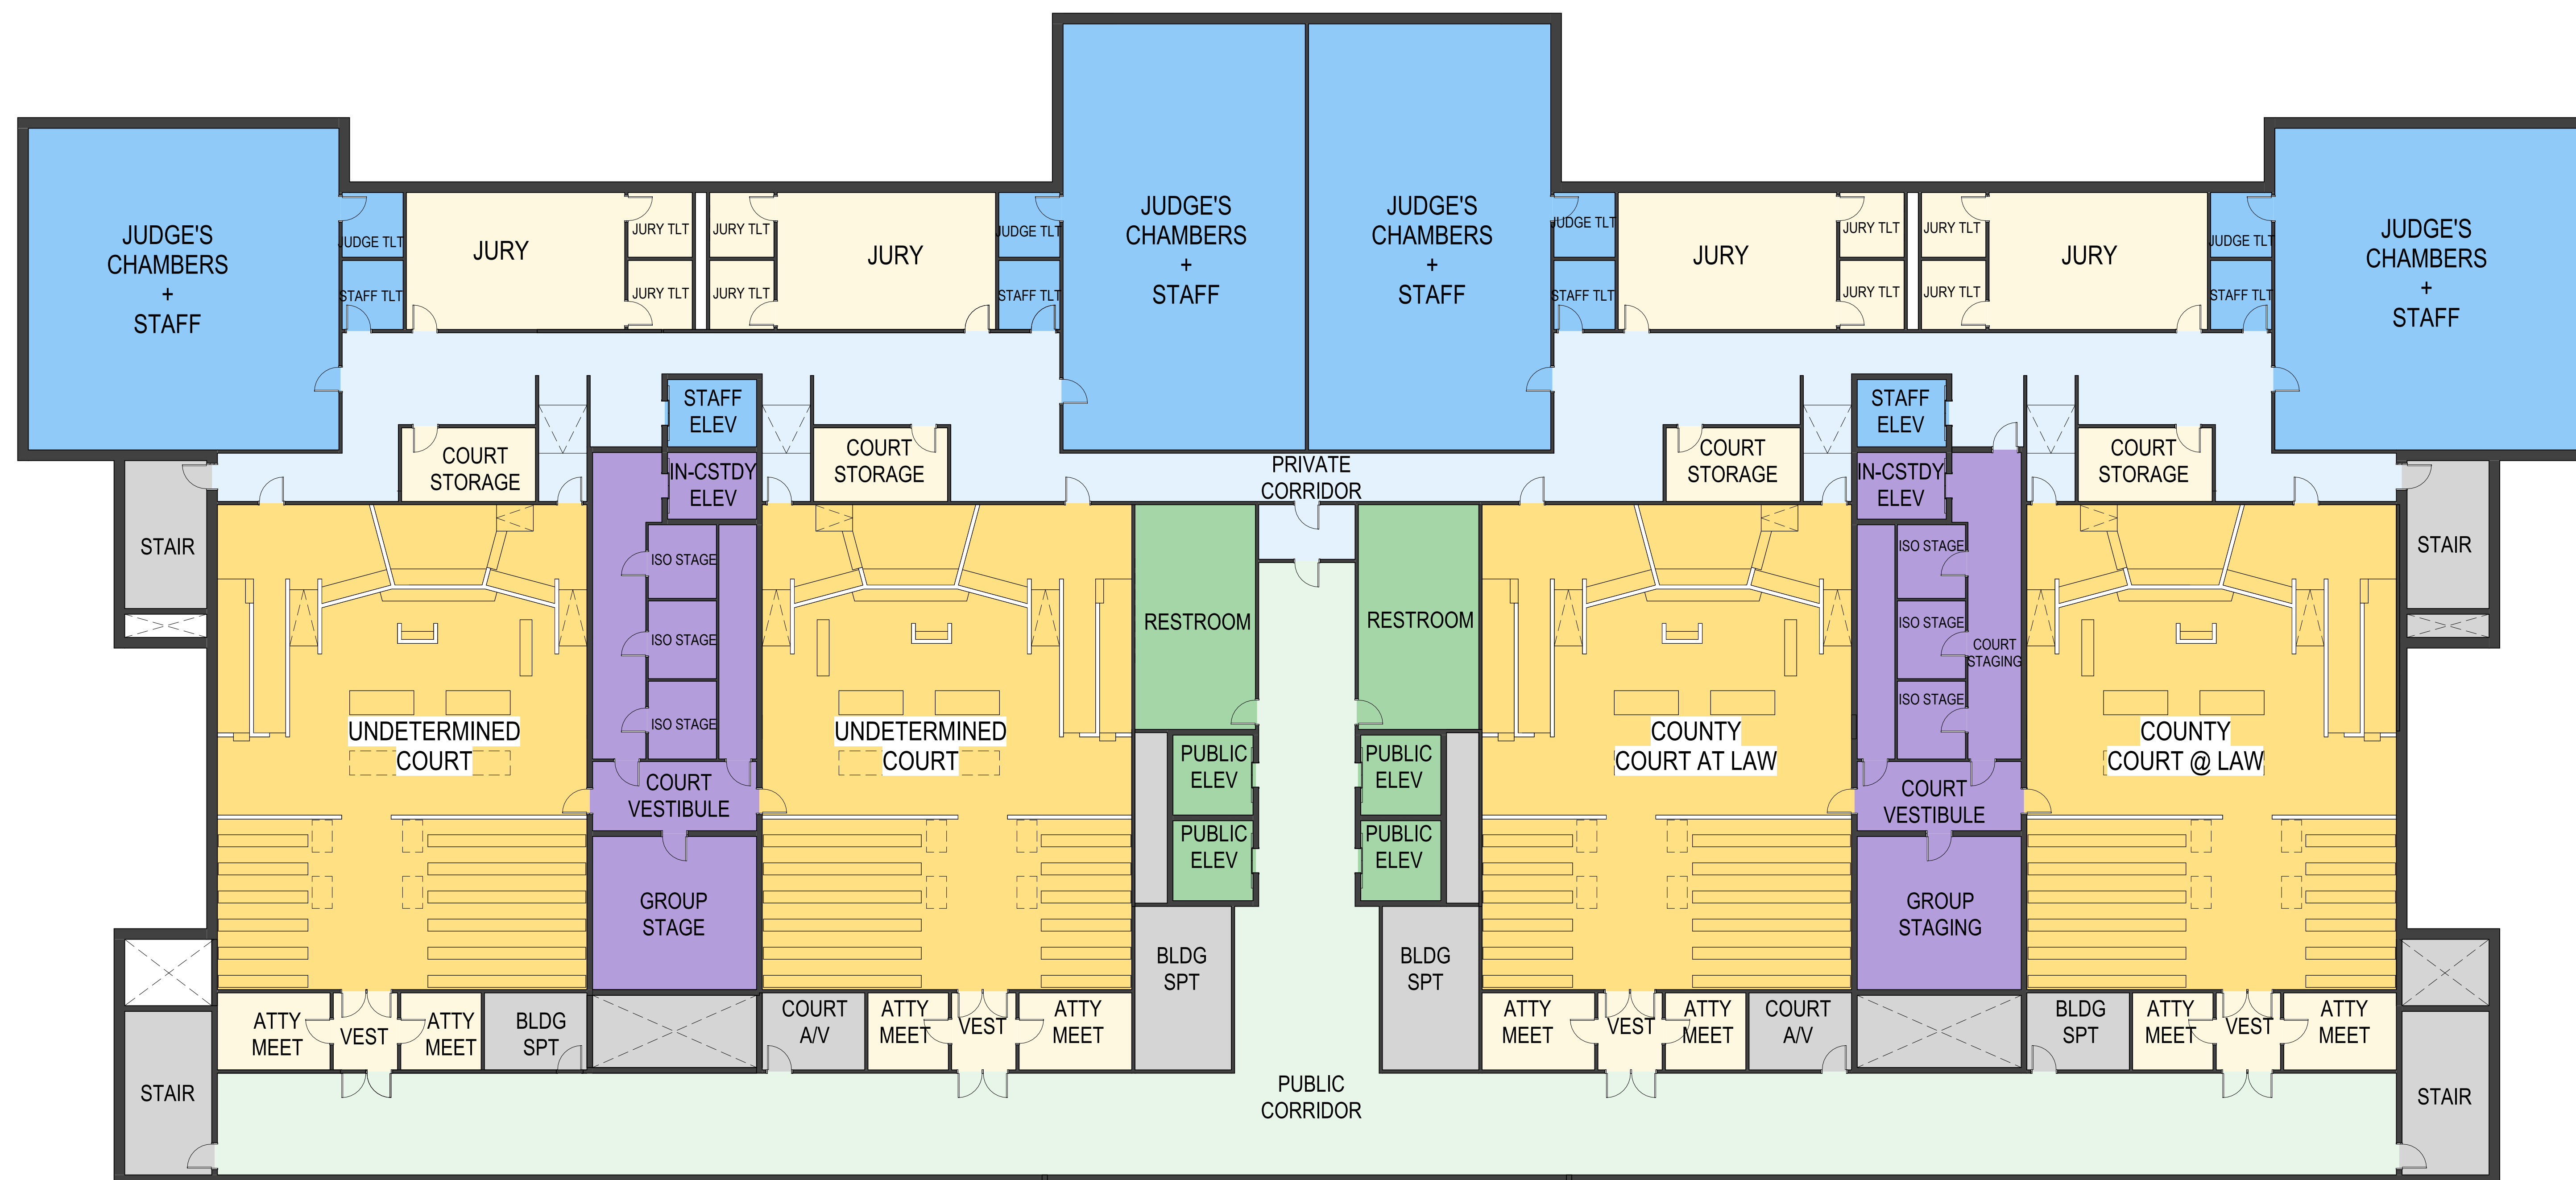 JUDGE'S
CHAMBERS
+
STAFF
JUDGE TLT
STAFF TLT
JURY
JURY TLT
JURY TLT
JURY TLT
JURY TLT
JURY
JUDGE TLT
STAFF TLT
JUDGE'S
CHAMBERS
+
STAFF
JUDGE'S
CHAMBERS
+
STAFF
JUDGE TLT
STAFF TLT
JURY
JURY TLT
JURY TLT
JURY TLT
JURY TLT
JURY
JUDGE TLT
STAFF TLT
JUDGE'S
CHAMBERS
+
STAFF
STAFF
ELEV
STAFF
ELEV
COURT
STORAGE
IN-CSTDY
ELEV
COURT
STORAGE
PRIVATE
CORRIDOR
COURT
STORAGE
IN-CSTDY
ELEV
COURT
STORAGE
STAIR
ISO STAGE
ISO STAGE
ISO STAGE
RESTROOM
RESTROOM
ISO STAGE
ISO STAGE
ISO STAGE
COURT
STAGING
STAIR
UNDETERMINED
COURT
UNDETERMINED
COURT
COUNTY
COURT AT LAW
COUNTY
COURT @ LAW
COURT
VESTIBULE
PUBLIC
ELEV
PUBLIC
ELEV
PUBLIC
ELEV
PUBLIC
ELEV
COURT
VESTIBULE
GROUP
STAGE
BLDG
SPT
BLDG
SPT
GROUP
STAGING
ATTY
MEET
VEST
ATTY
MEET
BLDG
SPT
COURT
A/V
ATTY
MEET
VEST
ATTY
MEET
ATTY
MEET
VEST
ATTY
MEET
COURT
A/V
BLDG
SPT
ATTY
MEET
VEST
ATTY
MEET
STAIR
PUBLIC
CORRIDOR
STAIR